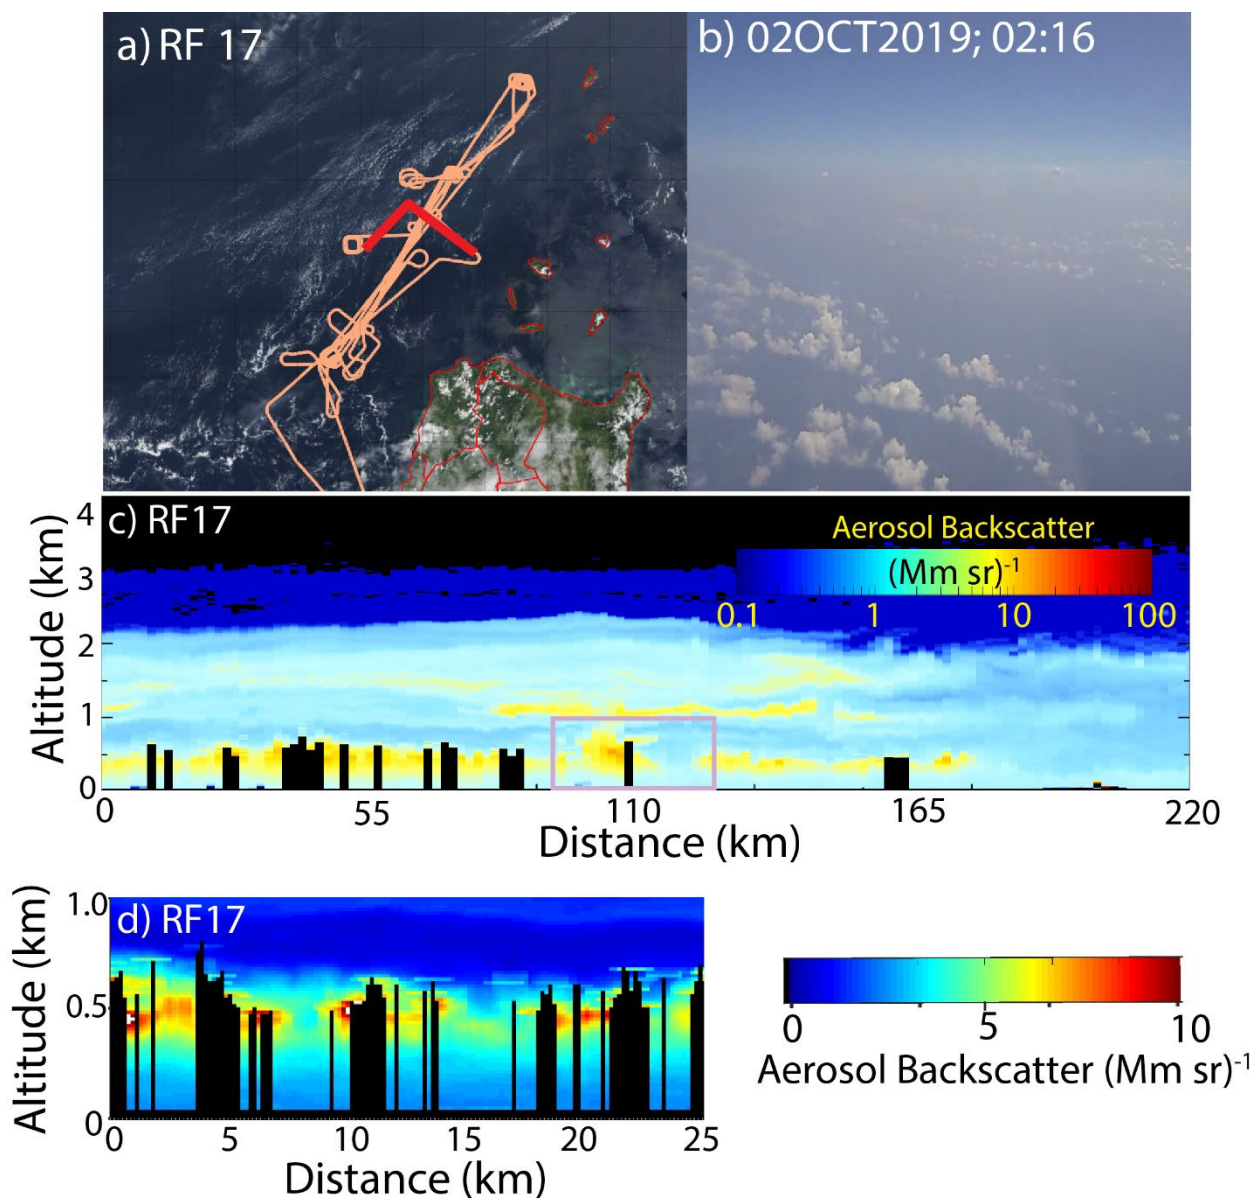 a) RF 17
b) 02OCT2019; 02:16
c) RF17
Aerosol Backscatter
(Mm sr)⁻¹
0.1 1 10 100
Altitude (km)
4
3
2
1
0
0 55 110 165 220
Distance (km)
d) RF17
Altitude (km)
1.0
0.5
0
0 5 10 15 20 25
Distance (km)
0 5 10
Aerosol Backscatter (Mm sr)⁻¹